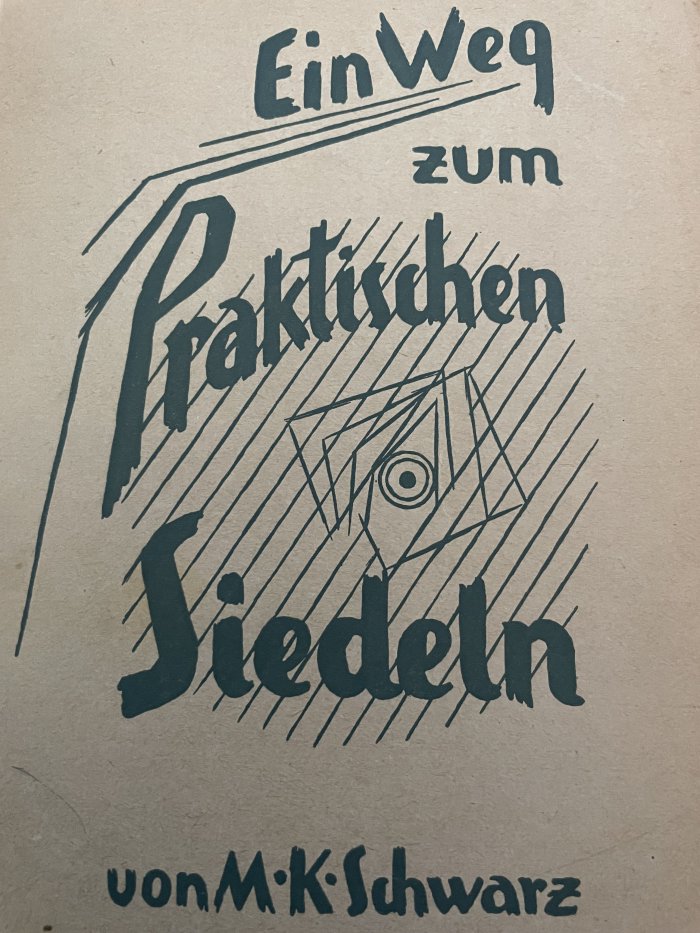 Ein Weg
zum
Praktischen
Siedeln
von M·K·Schwarz